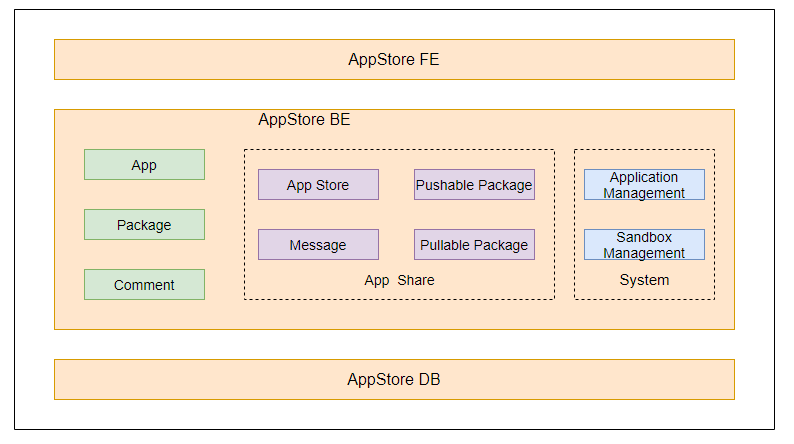 AppStore FE
AppStore BE
App
Package
Comment
App Store
Pushable Package
Message
Pullable Package
App Share
Application
Management
Sandbox
Management
System
AppStore DB